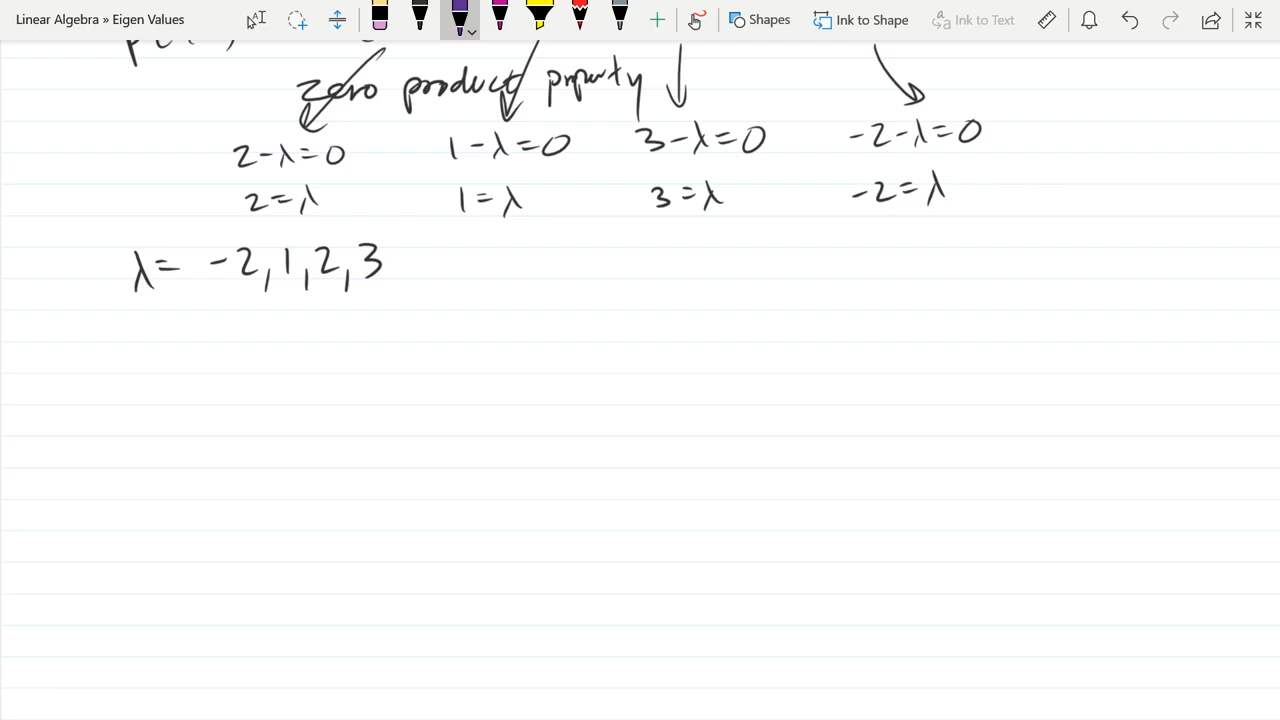 Linear Algebra » Eigen Values
Shapes
Ink to Shape
Ink to Text
zero product property
2-λ=0 1-λ=0 3-λ=0 -2-λ=0
2=λ 1=λ 3=λ -2=λ
λ= -2,1,2,3